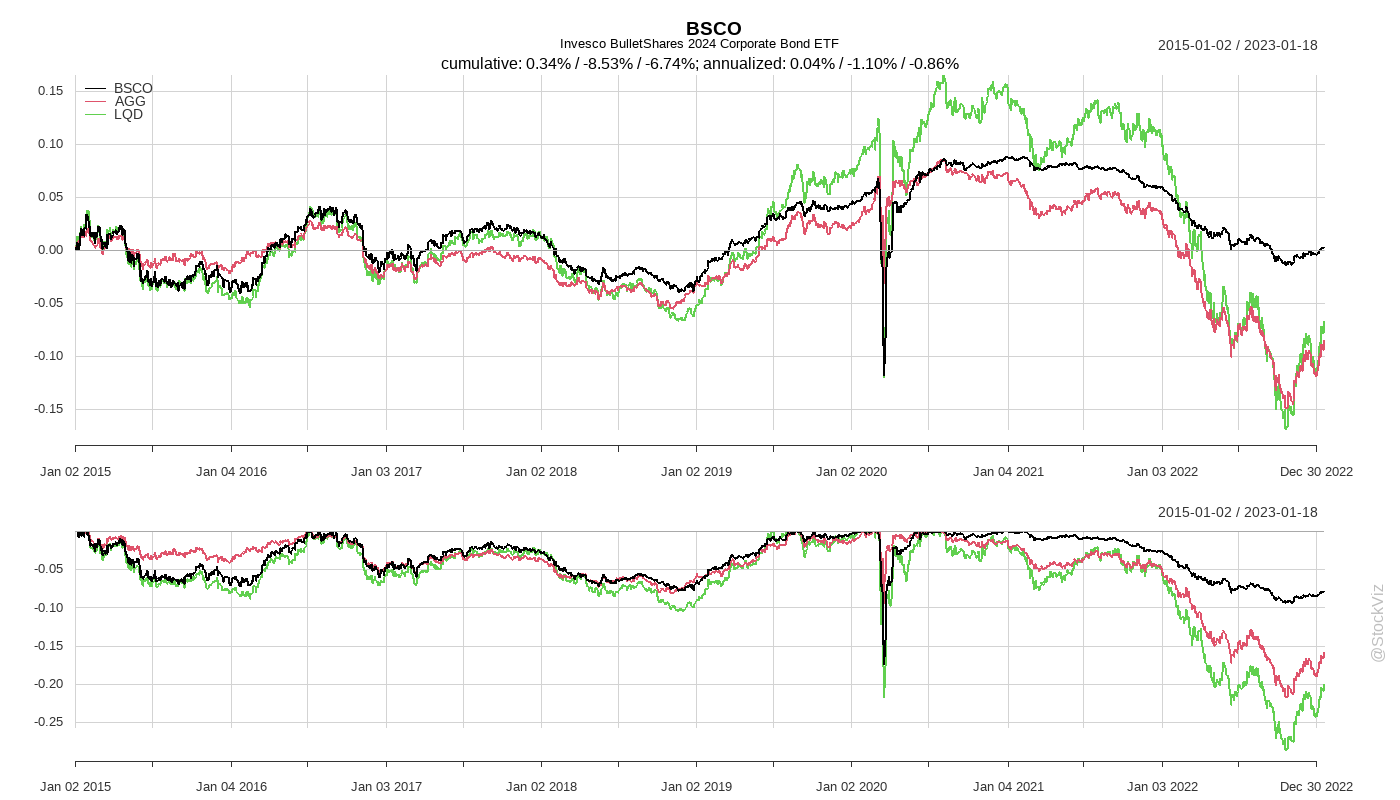 BSCO
Invesco BulletShares 2024 Corporate Bond ETF
2015-01-02 / 2023-01-18
cumulative: 0.34% / -8.53% / -6.74%; annualized: 0.04% / -1.10% / -0.86%
BSCO
AGG
LQD
0.15
0.10
0.05
0.00
-0.05
-0.10
-0.15
Jan 02 2015 Jan 04 2016 Jan 03 2017 Jan 02 2018 Jan 02 2019 Jan 02 2020 Jan 04 2021 Jan 03 2022 Dec 30 2022
2015-01-02 / 2023-01-18
-0.05
-0.10
-0.15
-0.20
-0.25
Jan 02 2015 Jan 04 2016 Jan 03 2017 Jan 02 2018 Jan 02 2019 Jan 02 2020 Jan 04 2021 Jan 03 2022 Dec 30 2022
@StockViz